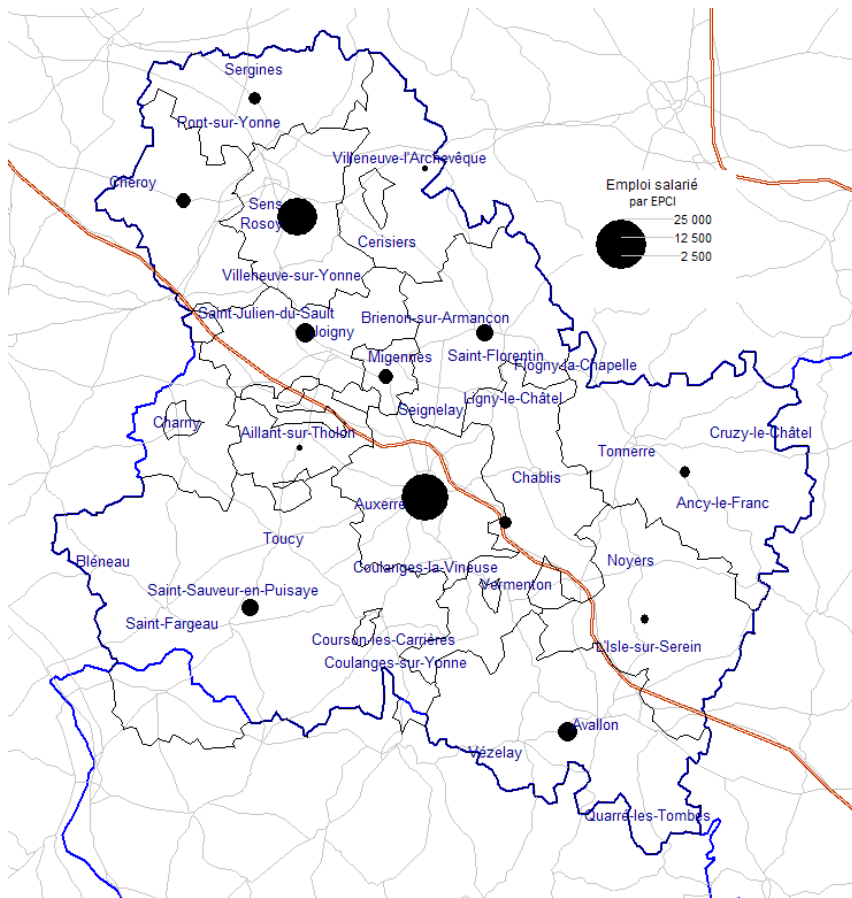 Sergines
Pont-sur-Yonne
Villeneuve-l'Archevêque
Chéroy
Emploi salarié
par EPCI
25 000
12 500
2 500
Sens
Rosoy
Cerisiers
Villeneuve-sur-Yonne
Saint-Julien-du-Sault
Brienon-sur-Armançon
Joigny
Migennes
Saint-Florentin
Flogny-la-Chapelle
Ligny-le-Châtel
Seignelay
Charny
Aillant-sur-Tholon
Cruzy-le-Châtel
Tonnerre
Chablis
Ancy-le-Franc
Auxerre
Toucy
Bléneau
Coulanges-la-Vineuse
Noyers
Vermenton
Saint-Sauveur-en-Puisaye
Saint-Fargeau
Courson-les-Carrières
L'Isle-sur-Serein
Coulanges-sur-Yonne
Avallon
Vézelay
Quarré-les-Tombes